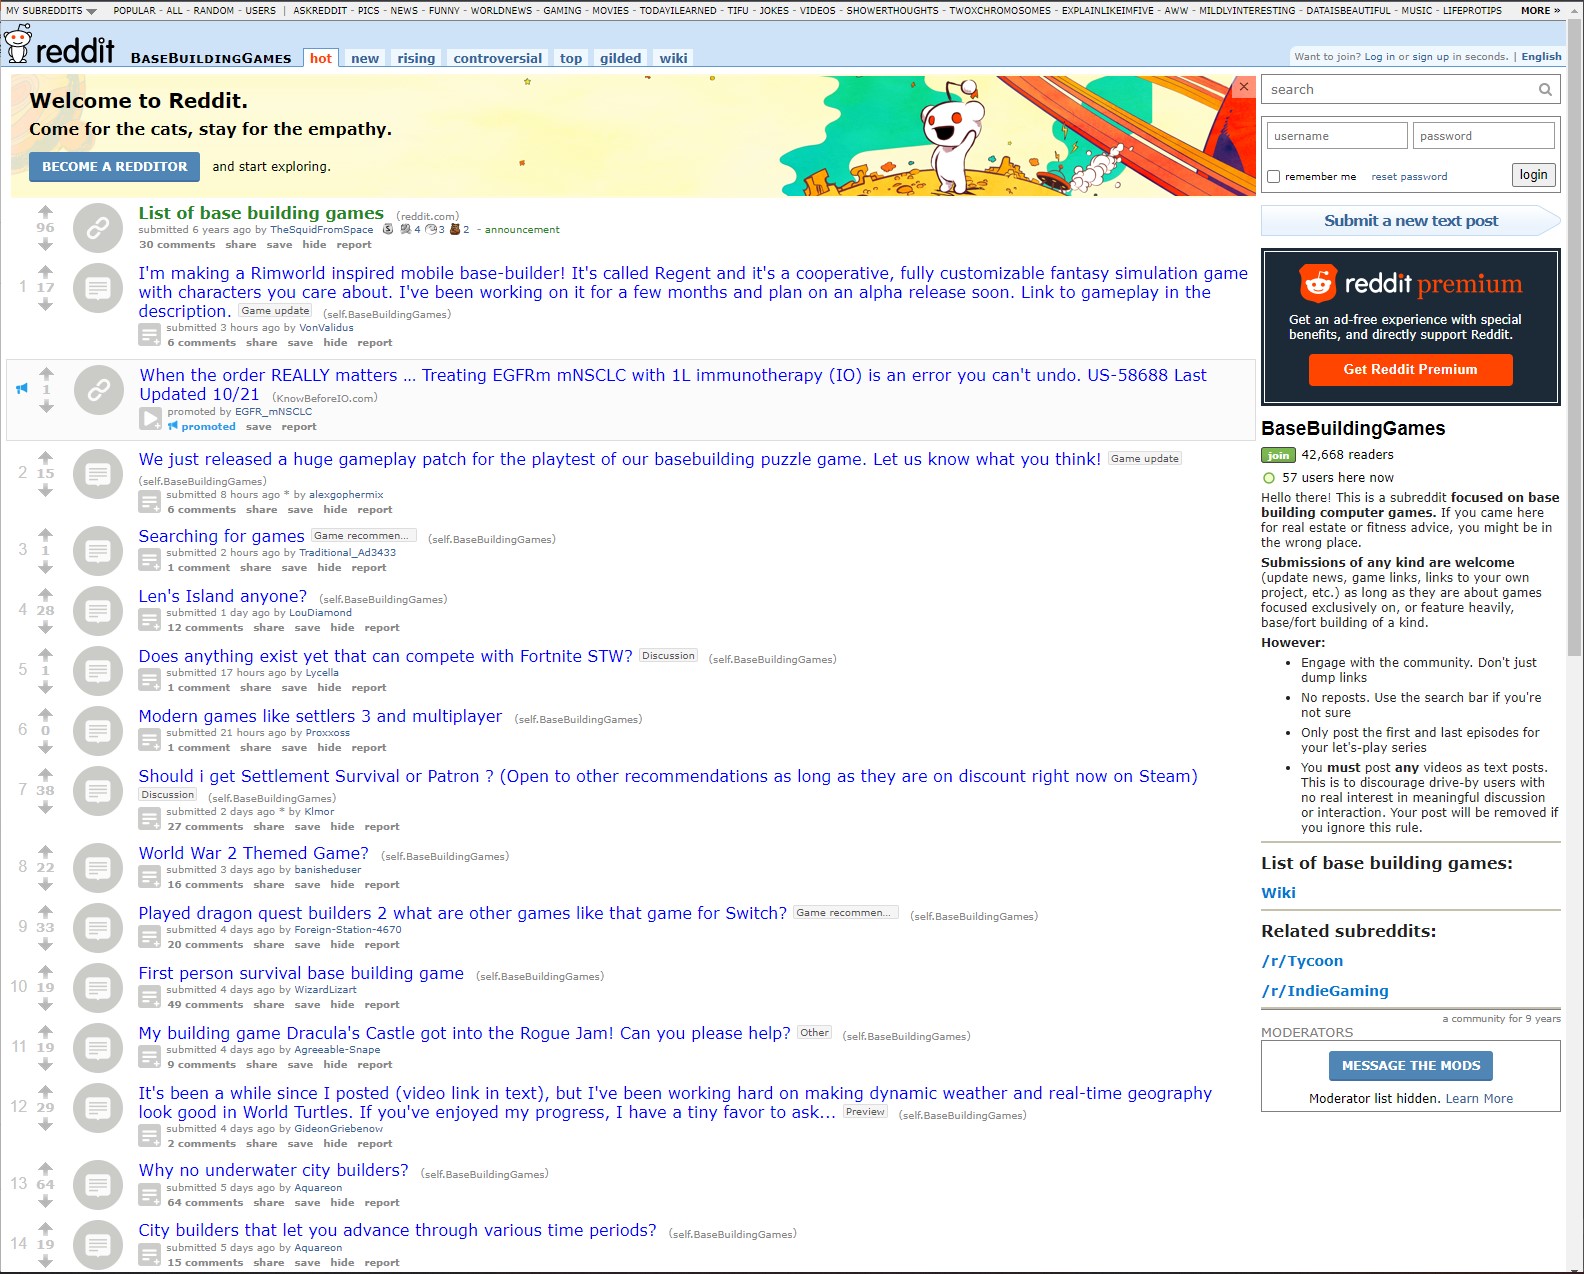 MY SUBREDDITS POPULAR - ALL - RANDOM - USERS | ASKREDDIT - PICS - NEWS - FUNNY - WORLDNEWS - GAMING - MOVIES - TODAYILEARNED - TIFU - JOKES - VIDEOS - SHOWERTHOUGHTS - TWOXCHROMOSOMES - EXPLAINLIKEIMFIVE - AWW - MILDLYINTERESTING - DATAISBEAUTIFUL - MUSIC - LIFEPROTIPS MORE »
reddit BASEBUILDINGGAMES hot new rising controversial top gilded wiki
Want to join? Log in or sign up in seconds. | English
Welcome to Reddit.
Come for the cats, stay for the empathy.
BECOME A REDDITOR and start exploring.
96
List of base building games (reddit.com)
submitted 6 years ago by TheSquidFromSpace 4 3 2 - announcement
30 comments share save hide report
1 17
I'm making a Rimworld inspired mobile base-builder! It's called Regent and it's a cooperative, fully customizable fantasy simulation game
with characters you care about. I've been working on it for a few months and plan on an alpha release soon. Link to gameplay in the
description. Game update (self.BaseBuildingGames)
submitted 3 hours ago by VonValidus
6 comments share save hide report
1
When the order REALLY matters ... Treating EGFRm mNSCLC with 1L immunotherapy (IO) is an error you can't undo. US-58688 Last
Updated 10/21 (KnowBeforeIO.com)
promoted by EGFR_mNSCLC
promoted save report
2 15
We just released a huge gameplay patch for the playtest of our basebuilding puzzle game. Let us know what you think! Game update
(self.BaseBuildingGames)
submitted 8 hours ago * by alexgophermix
6 comments share save hide report
3 1
Searching for games Game recommen... (self.BaseBuildingGames)
submitted 2 hours ago by Traditional_Ad3433
1 comment share save hide report
4 28
Len's Island anyone? (self.BaseBuildingGames)
submitted 1 day ago by LouDiamond
12 comments share save hide report
5 1
Does anything exist yet that can compete with Fortnite STW? Discussion (self.BaseBuildingGames)
submitted 17 hours ago by Lycella
1 comment share save hide report
6 0
Modern games like settlers 3 and multiplayer (self.BaseBuildingGames)
submitted 21 hours ago by Proxxoss
1 comment share save hide report
7 38
Should i get Settlement Survival or Patron ? (Open to other recommendations as long as they are on discount right now on Steam)
Discussion (self.BaseBuildingGames)
submitted 2 days ago * by Klmor
27 comments share save hide report
8 22
World War 2 Themed Game? (self.BaseBuildingGames)
submitted 3 days ago by banisheduser
16 comments share save hide report
9 33
Played dragon quest builders 2 what are other games like that game for Switch? Game recommen... (self.BaseBuildingGames)
submitted 4 days ago by Foreign-Station-4670
20 comments share save hide report
10 19
First person survival base building game (self.BaseBuildingGames)
submitted 4 days ago by WizardLizart
49 comments share save hide report
11 19
My building game Dracula's Castle got into the Rogue Jam! Can you please help? Other (self.BaseBuildingGames)
submitted 4 days ago by Agreeable-Snape
9 comments share save hide report
12 29
It's been a while since I posted (video link in text), but I've been working hard on making dynamic weather and real-time geography
look good in World Turtles. If you've enjoyed my progress, I have a tiny favor to ask... Preview (self.BaseBuildingGames)
submitted 4 days ago by GideonGriebenow
2 comments share save hide report
13 64
Why no underwater city builders? (self.BaseBuildingGames)
submitted 5 days ago by Aquareon
64 comments share save hide report
14 19
City builders that let you advance through various time periods? (self.BaseBuildingGames)
submitted 5 days ago by Aquareon
15 comments share save hide report
search
username password
remember me reset password login
Submit a new text post
reddit premium
Get an ad-free experience with special
benefits, and directly support Reddit.
Get Reddit Premium
BaseBuildingGames
join 42,668 readers
57 users here now
Hello there! This is a subreddit focused on base
building computer games. If you came here
for real estate or fitness advice, you might be in
the wrong place.
Submissions of any kind are welcome
(update news, game links, links to your own
project, etc.) as long as they are about games
focused exclusively on, or feature heavily,
base/fort building of a kind.
However:
• Engage with the community. Don't just
dump links
• No reposts. Use the search bar if you're
not sure
• Only post the first and last episodes for
your let's-play series
• You must post any videos as text posts.
This is to discourage drive-by users with
no real interest in meaningful discussion
or interaction. Your post will be removed if
you ignore this rule.
List of base building games:
Wiki
Related subreddits:
/r/Tycoon
/r/IndieGaming
a community for 9 years
MODERATORS
MESSAGE THE MODS
Moderator list hidden. Learn More